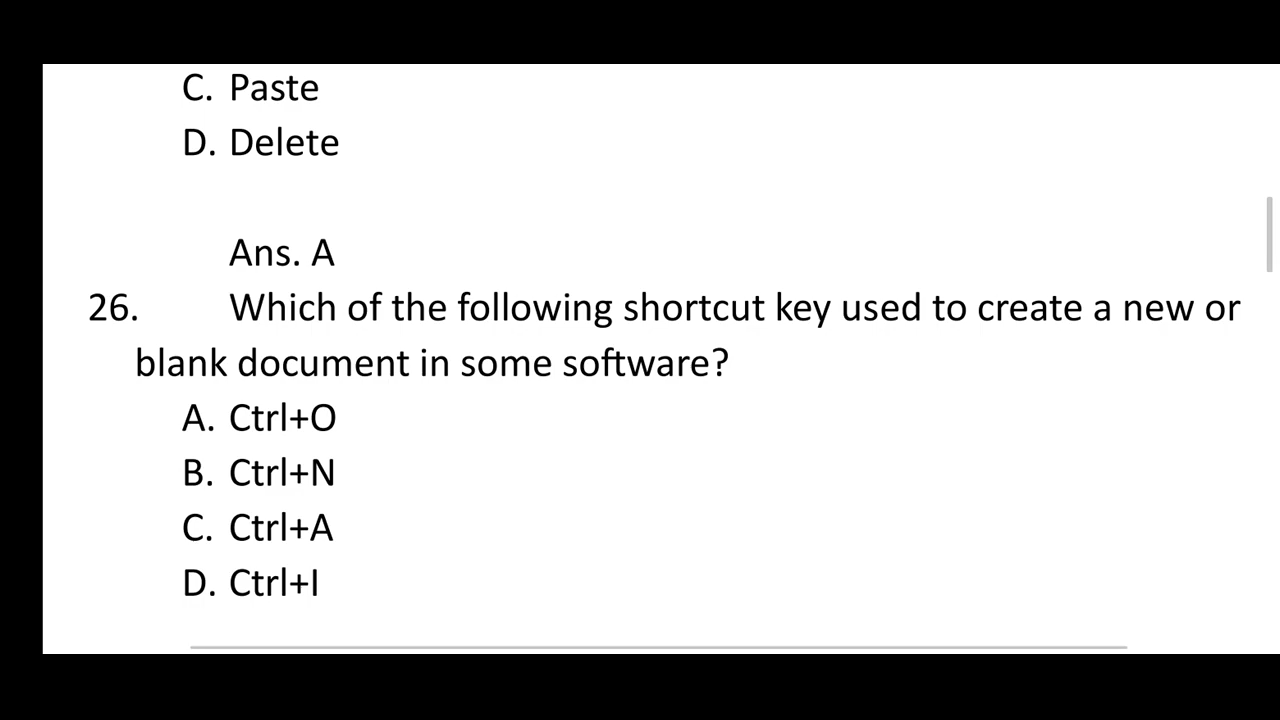 C. Paste
D. Delete
Ans. A
26. Which of the following shortcut key used to create a new or
blank document in some software?
A. Ctrl+O
B. Ctrl+N
C. Ctrl+A
D. Ctrl+I